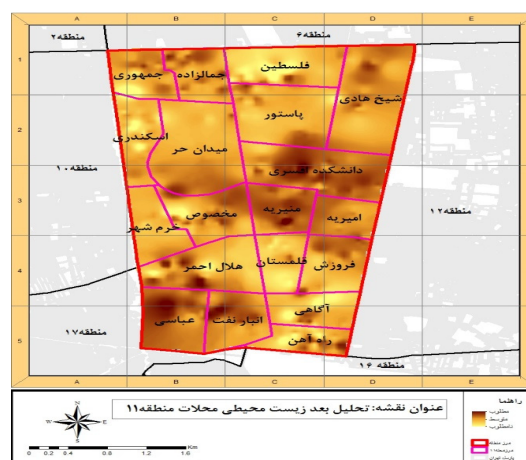 A B C D E
منطقه۲
منطقه۶
1
جمهوری
جمالزاده
فلسطین
شیخ هادی
پاستور
2
اسکندری
میدان حر
دانشکده افسری
منطقه۱۰
3
مخصوص
منیریه
امیریه
منطقه۱۲
خرم شهر
فروزش
قلمستان
هلال احمر
4
آگاهی
انبار نفت
عباسی
منطقه۱۷
راه آهن
5
منطقه ۱۶
A B C D E
عنوان نقشه: تحلیل بعد زیست محیطی محلات منطقه۱۱
راهنما
مطلوب
متوسط
نامطلوب
N
W E
S
0 0.2 0.4 0.8 1.2 1.6
Km